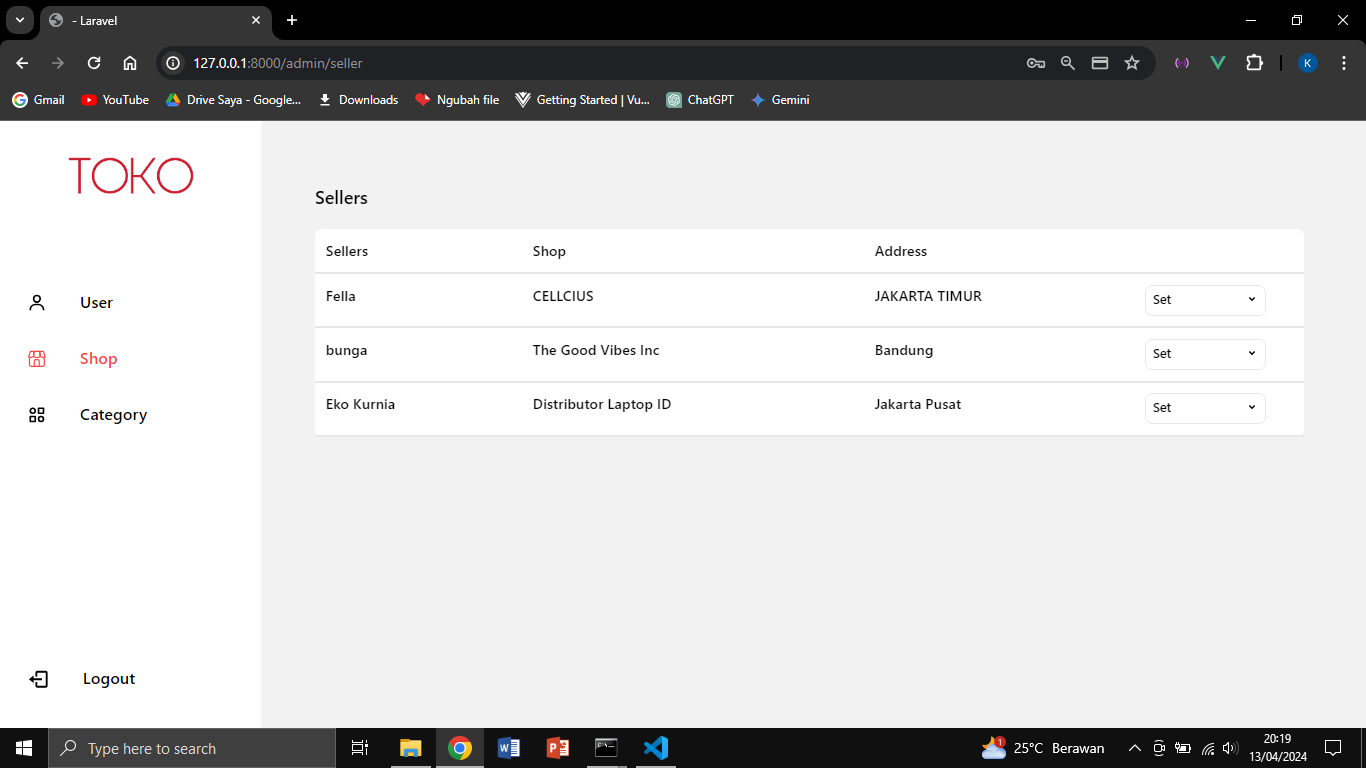 - Laravel
127.0.0.1:8000/admin/seller
K
Gmail
YouTube
Drive Saya - Google...
Downloads
Ngubah file
Getting Started | Vu...
ChatGPT
Gemini
TOKO
User
Shop
Category
Logout
Sellers
Sellers Shop Address
Fella CELLCIUS JAKARTA TIMUR Set
bunga The Good Vibes Inc Bandung Set
Eko Kurnia Distributor Laptop ID Jakarta Pusat Set
Type here to search
1
25°C Berawan
20:19
13/04/2024